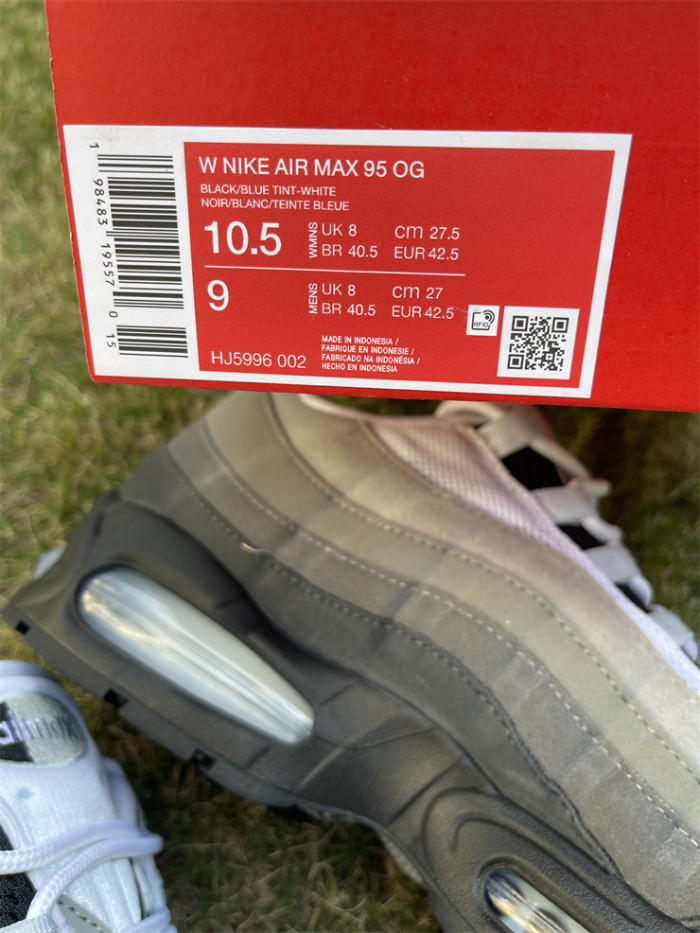 W NIKE AIR MAX 95 OG
BLACK/BLUE TINT-WHITE
NOIR/BLANC/TEINTE BLEUE
10.5 WMNS UK 8 cm 27.5
BR 40.5 EUR 42.5
9 MENS UK 8 cm 27
BR 40.5 EUR 42.5
RFID
HJ5996 002
MADE IN INDONESIA /
FABRIQUE EN INDONESIE /
FABRICADO NA INDONÉSIA /
HECHO EN INDONESIA
1 98483 19557 0 15